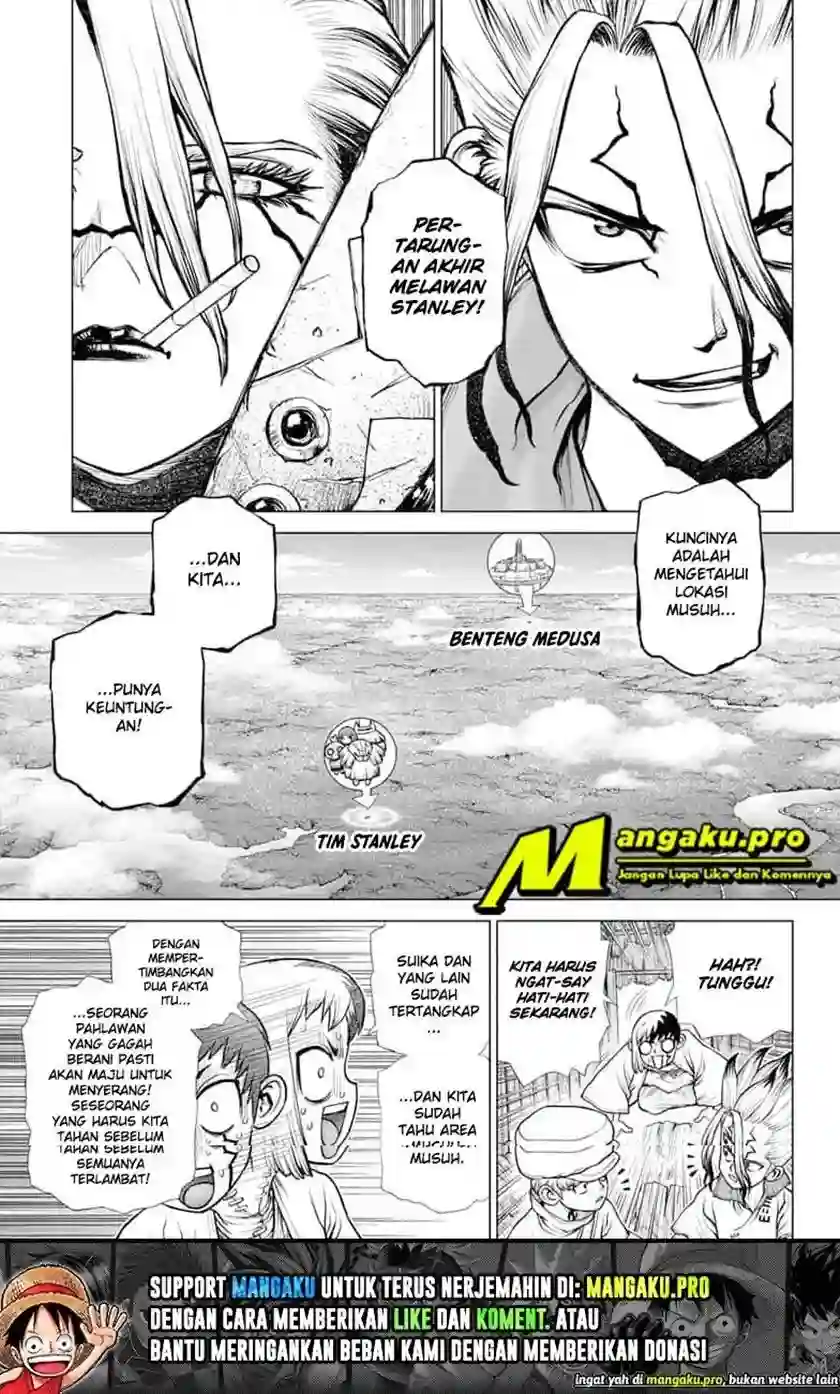 PER-
TARUNG-
AN AKHIR
MELAWAN
STANLEY!
KUNCINYA
ADALAH
MENGETAHUI
LOKASI
MUSUH...
BENTENG MEDUSA
...DAN
KITA...
...PUNYA
KEUNTUNG-
AN!
TIM STANLEY
Mangaku.pro
Jangan Lupa Like dan Komennya
HAH?!
TUNGGU!
KITA HARUS
NGAT-SAY
HATI-HATI
SEKARANG!
SUIKA DAN
YANG LAIN
SUDAH
TERTANGKAP
...
...DAN KITA
SUDAH
TAHU AREA
MUSUH.
DENGAN
MEMPER-
TIMBANGKAN
DUA FAKTA
ITU...
...SEORANG
PAHLAWAN
YANG GAGAH
BERANI PASTI
AKAN MAJU UNTUK
MENYERANG!
SESEORANG
YANG HARUS KITA
TAHAN SEBELUM
TAHAN SEBELUM
SEMUANYA
TERLAMBAT!
SUPPORT MANGAKU UNTUK TERUS NERJEMAHIN DI: MANGAKU.PRO
DENGAN CARA MEMBERIKAN LIKE DAN KOMENT. ATAU
BANTU MERINGANKAN BEBAN KAMI DENGAN MEMBERIKAN DONASI
ingat yah di mangaku.pro, bukan website lain